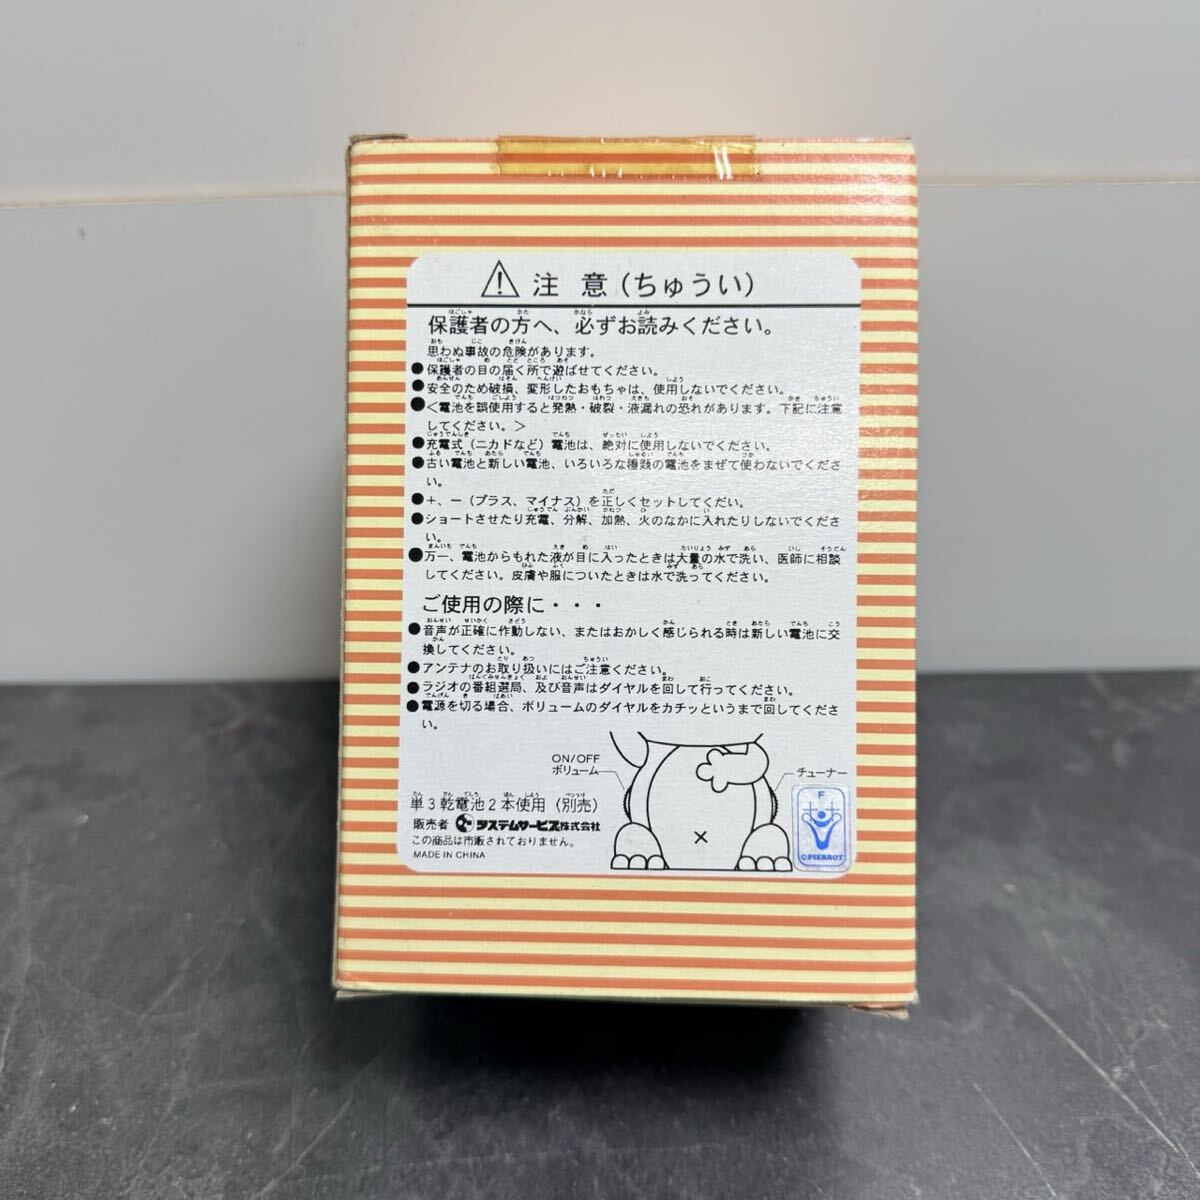 注意(ちゅうい)
保護者の方へ、必ずお読みください。
思わぬ事故の危険があります。
●保護者の目の届く所で遊ばせてください。
●安全のため破損、変形したおもちゃは、使用しないでください。
●<電池を誤使用すると発熱・破裂・液漏れの恐れがあります。下記に注意
してください。>
●充電式(ニカドなど)電池は、絶対に使用しないでください。
●古い電池と新しい電池、いろいろな種類の電池をまぜて使わないでくださ
い。
●+、-(プラス、マイナス)を正しくセットしてくだい。
●ショートさせたり充電、分解、加熱、火のなかに入れたりしないでくださ
い。
●万一、電池からもれた液が目に入ったときは大量の水で洗い、医師に相談
してください。皮膚や服についたときは水で洗ってください。
ご使用の際に・・・
●音声が正確に作動しない、またはおかしく感じられる時は新しい電池に交
換してください。
●アンテナのお取り扱いにはご注意ください。
●ラジオの番組選局、及び音声はダイヤルを回して行ってください。
●電源を切る場合、ボリュームのダイヤルをカチッというまで回してくださ
い。
ON/OFF
ボリューム
チューナー
単3乾電池2本使用(別売)
販売者 システムサービス株式会社
この商品は市販されておりません。
MADE IN CHINA
F
©PIERROT